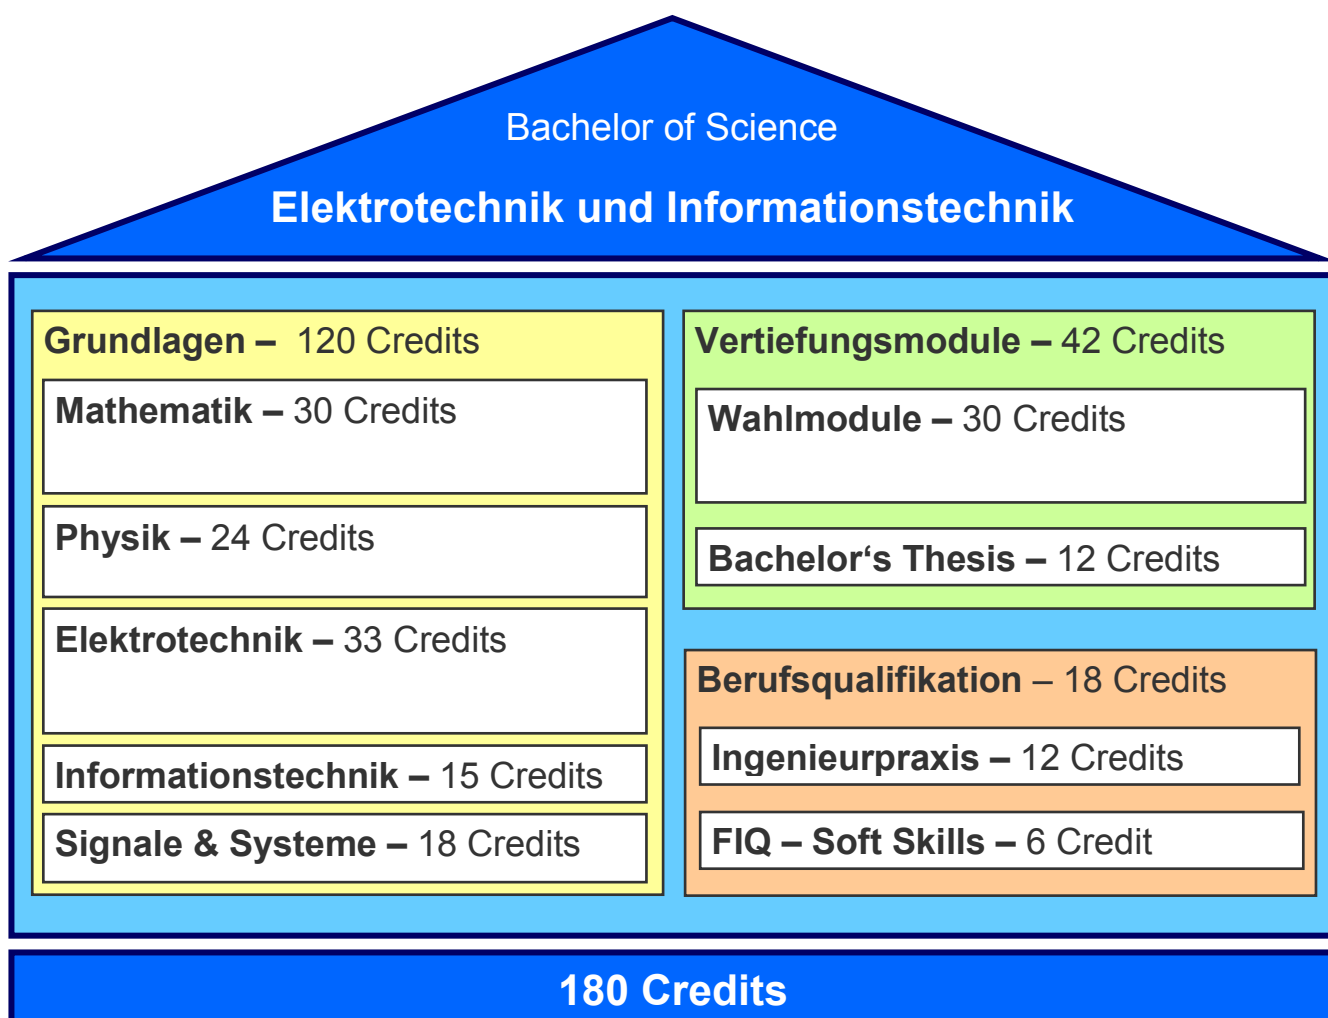 Bachelor of Science
Elektrotechnik und Informationstechnik
Grundlagen –  120 Credits
Mathematik – 30 Credits
Physik – 24 Credits
Elektrotechnik – 33 Credits
Informationstechnik – 15 Credits
Signale & Systeme – 18 Credits
Vertiefungsmodule – 42 Credits
Wahlmodule – 30 Credits
Bachelor‘s Thesis – 12 Credits
Berufsqualifikation – 18 Credits
Ingenieurpraxis – 12 Credits
FIQ – Soft Skills – 6 Credit
180 Credits